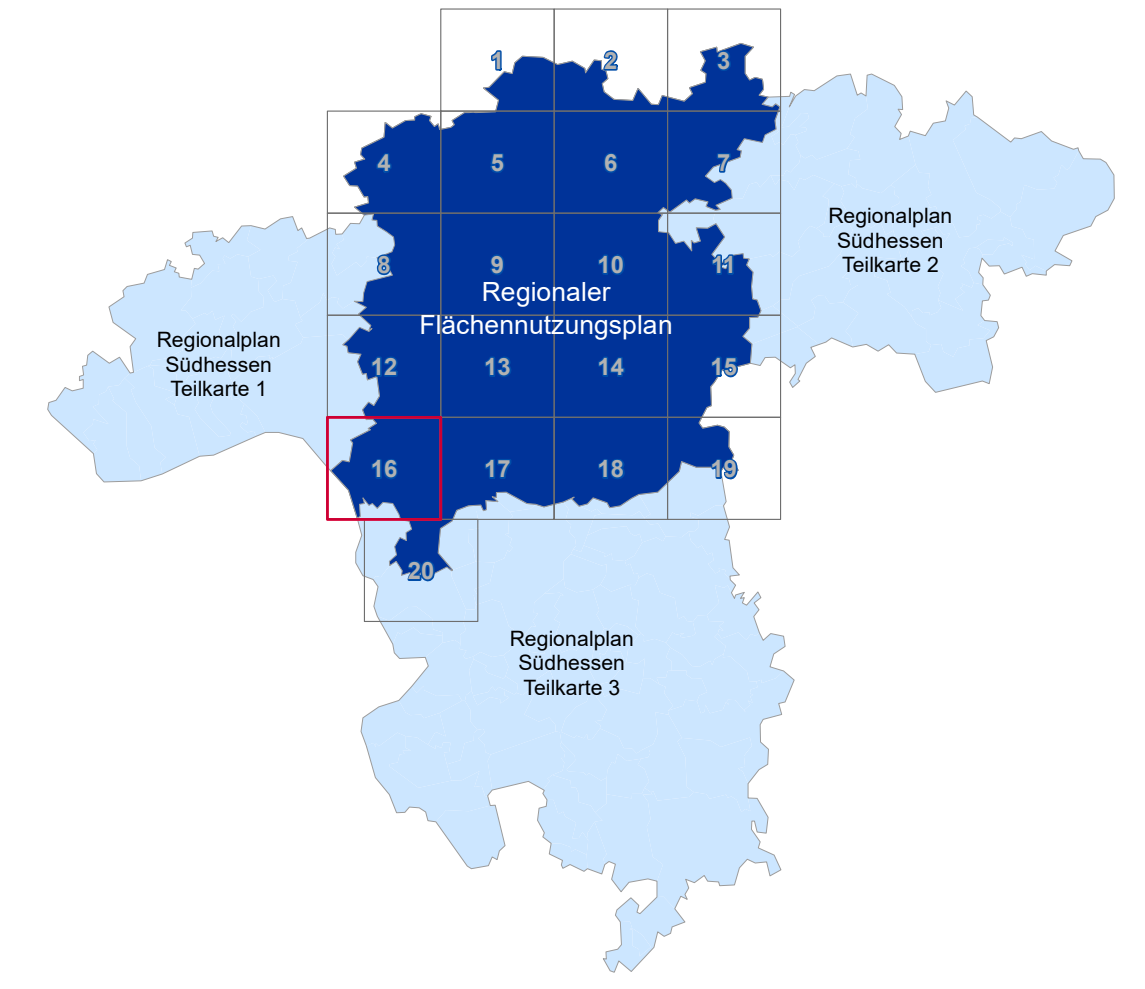 1
2
3
4
5
6
7
Regionalplan
Südhessen
Teilkarte 2
8
9
10
11
Regionaler
Flächennutzungsplan
Regionalplan
Südhessen
Teilkarte 1
12
13
14
15
16
17
18
19
20
Regionalplan
Südhessen
Teilkarte 3